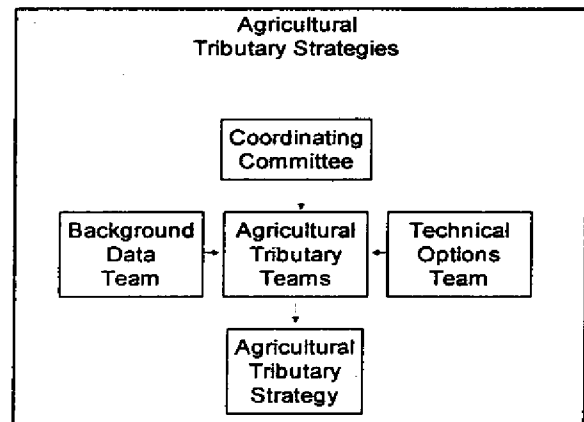 Agricultural
Tributary Strategies
Coordinating
Committee
Background
Data
Team
Agricultural
Tributary
Teams
Technical
Options
Team
Agricultural
Tributary
Strategy